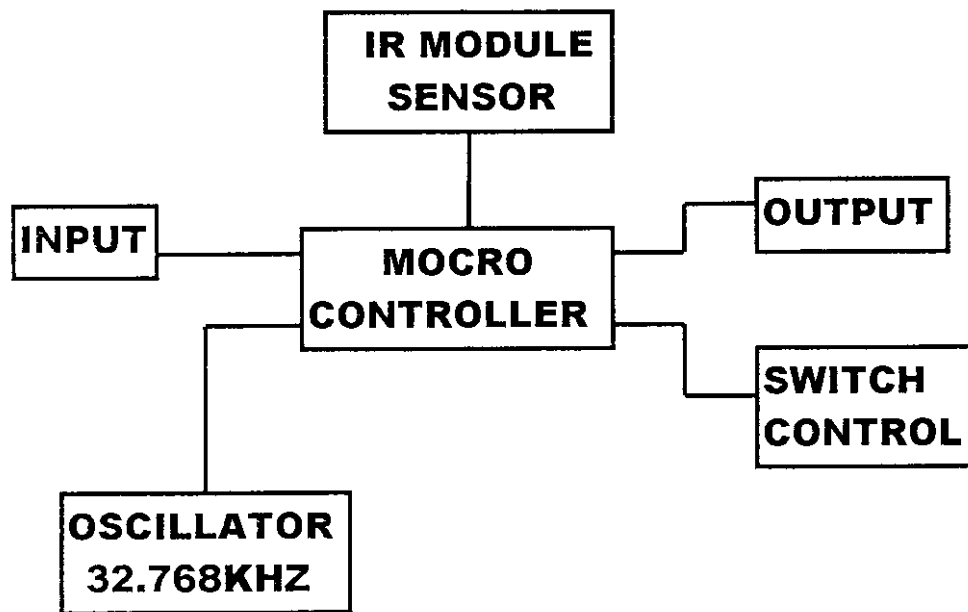 IR MODULE
SENSOR
INPUT
OUTPUT
MOCRO
CONTROLLER
SWITCH
CONTROL
OSCILLATOR
32.768KHZ